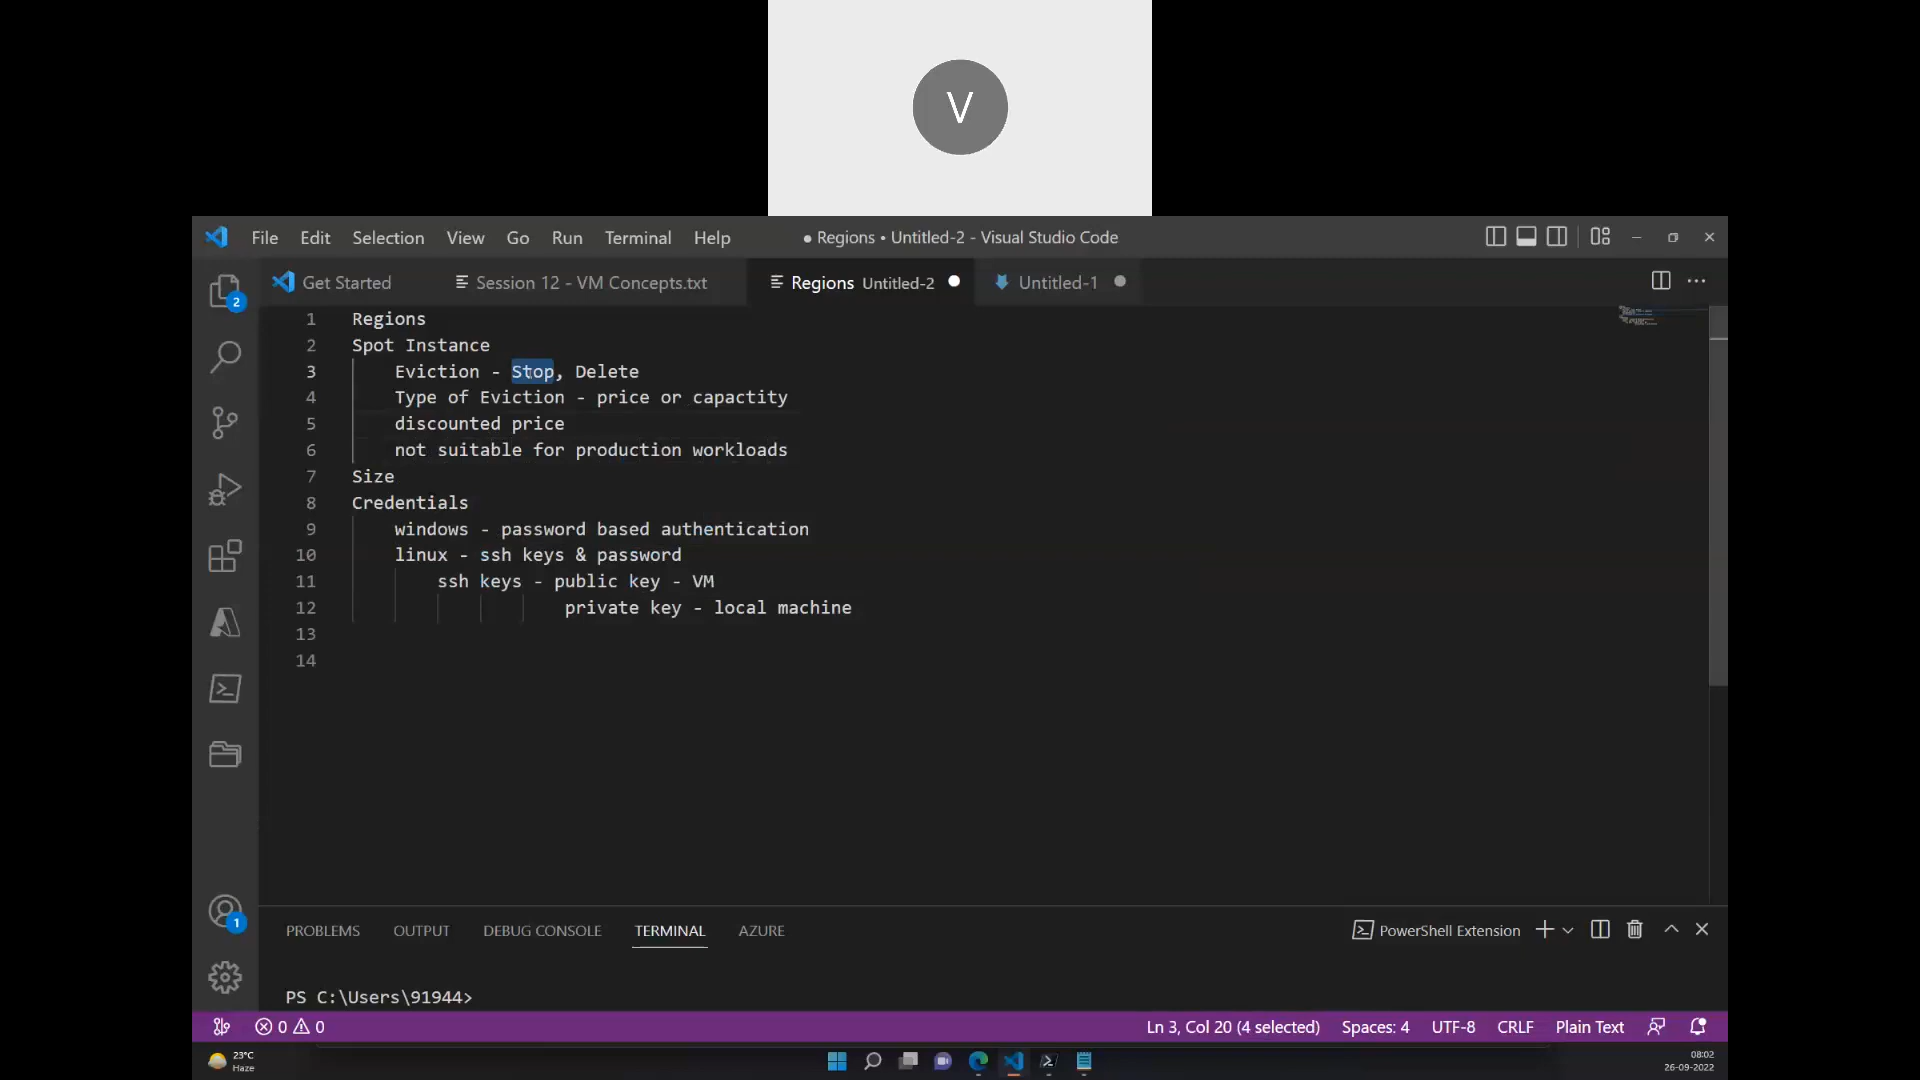 V
File Edit Selection View Go Run Terminal Help ● Regions • Untitled-2 - Visual Studio Code
Get Started Session 12 - VM Concepts.txt Regions Untitled-2 Untitled-1
1 Regions
2 Spot Instance
3 Eviction - Stop, Delete
4 Type of Eviction - price or capactity
5 discounted price
6 not suitable for production workloads
7 Size
8 Credentials
9 windows - password based authentication
10 linux - ssh keys & password
11 ssh keys - public key - VM
12 private key - local machine
13
14
2
1
PROBLEMS OUTPUT DEBUG CONSOLE TERMINAL AZURE PowerShell Extension
PS C:\Users\91944>
0 0 Ln 3, Col 20 (4 selected) Spaces: 4 UTF-8 CRLF Plain Text
23°C
Haze
08:02
26-09-2022